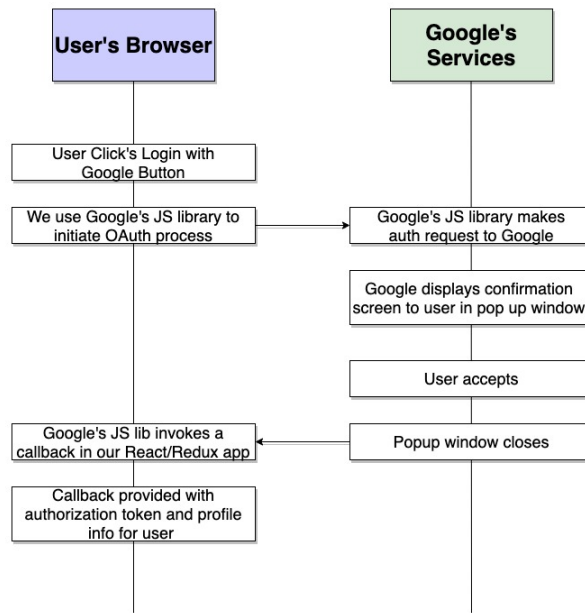 User's Browser
Google's
Services
User Click's Login with
Google Button
We use Google's JS library to
initiate OAuth process
Google's JS library makes
auth request to Google
Google displays confirmation
screen to user in pop up window
User accepts
Google's JS lib invokes a
callback in our React/Redux app
Popup window closes
Callback provided with
authorization token and profile
info for user